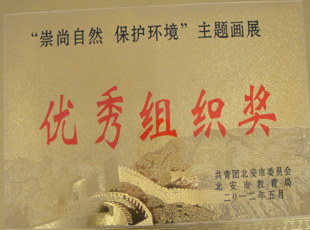 “崇尚自然 保护环境”主题画展
优秀组织奖
共青团北安市委员会
北安市教育局
二〇一二年五月